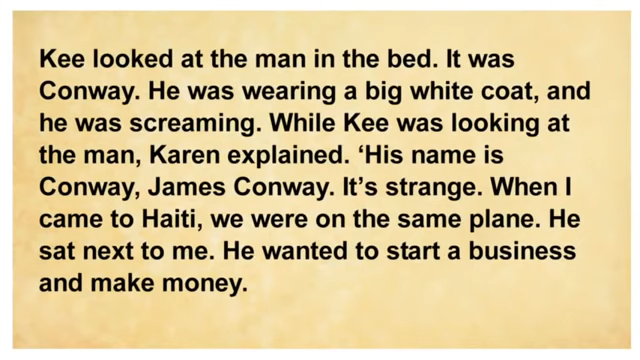 Kee looked at the man in the bed. It was
Conway. He was wearing a big white coat, and
he was screaming. While Kee was looking at
the man, Karen explained. ‘His name is
Conway, James Conway. It’s strange. When I
came to Haiti, we were on the same plane. He
sat next to me. He wanted to start a business
and make money.